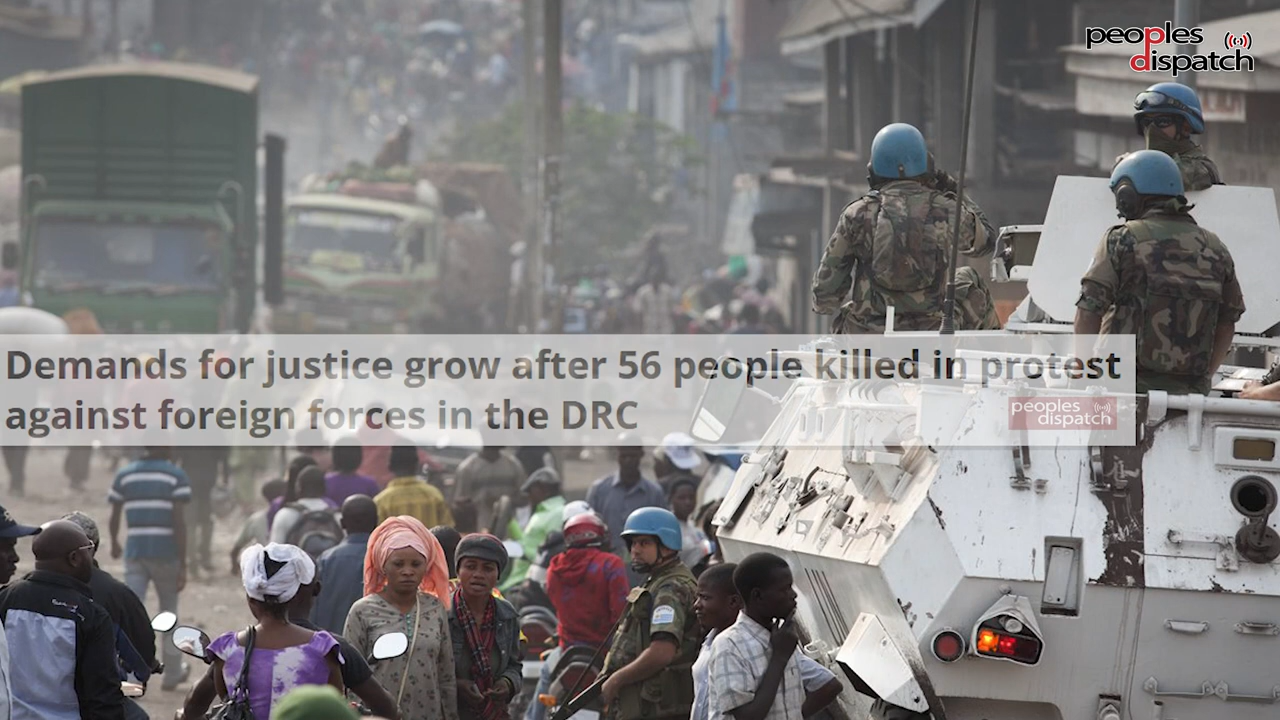 peoples
dispatch
Demands for justice grow after 56 people killed in protest
against foreign forces in the DRC
peoples
dispatch